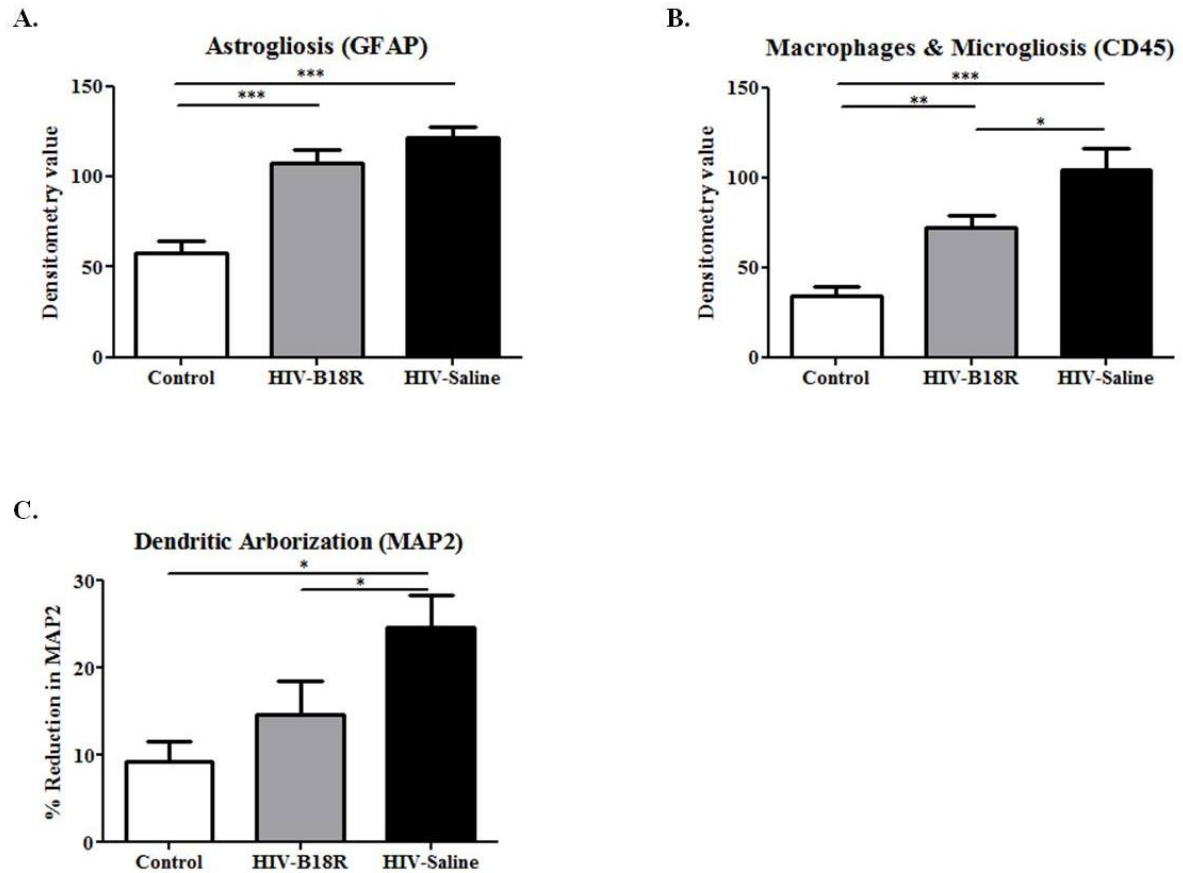 A.
Astrogliosis (GFAP)
***
***
Densitometry value
150
100
50
0
Control HIV-B18R HIV-Saline
B.
Macrophages & Microgliosis (CD45)
***
**
*
Densitometry value
150
100
50
0
Control HIV-B18R HIV-Saline
C.
Dendritic Arborization (MAP2)
*
*
% Reduction in MAP2
30
20
10
0
Control HIV-B18R HIV-Saline